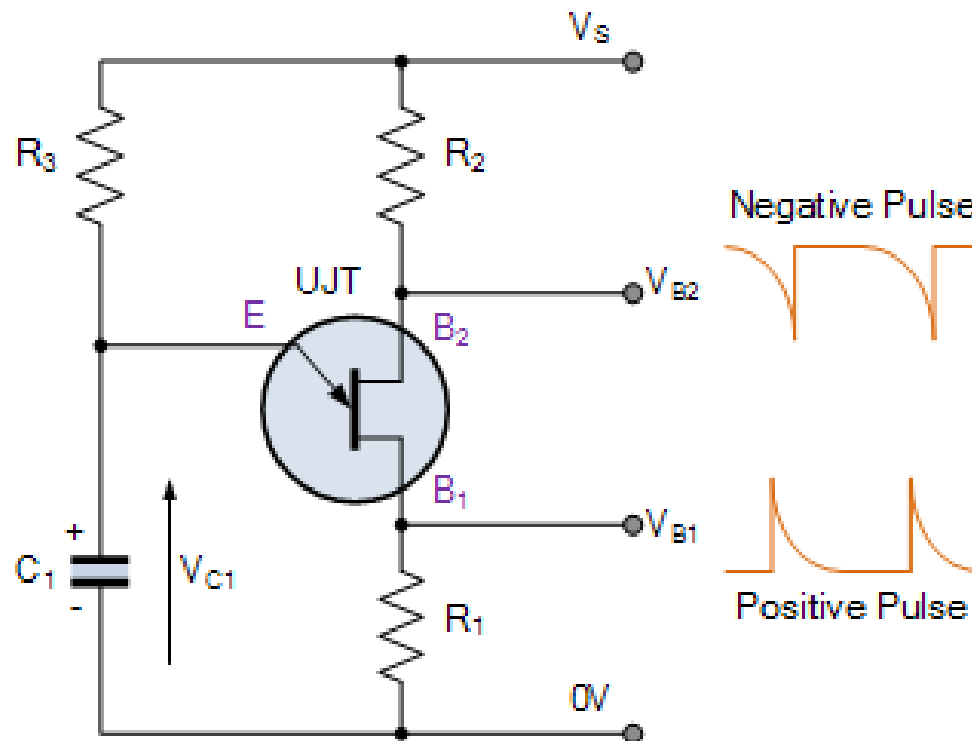 Vs
R3
R2
Negative Pulse
UJT
VB2
E
B2
B1
+
VB1
C1
VC1
-
R1
Positive Pulse
0V